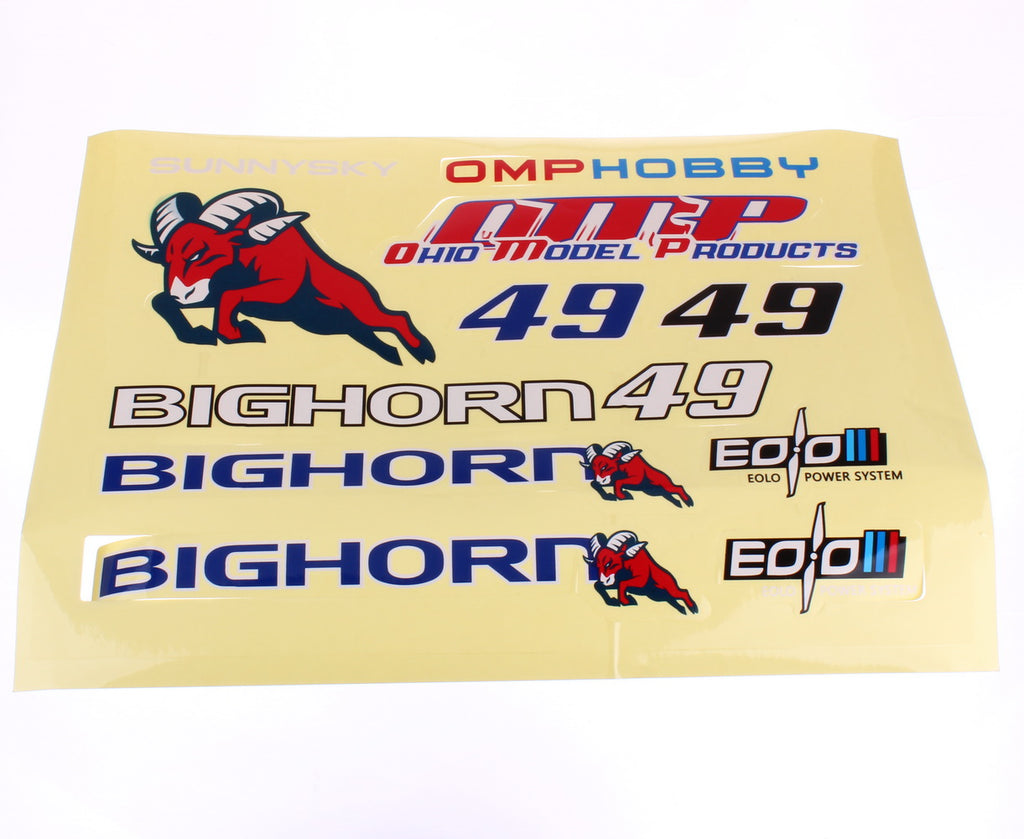 SUNNYSKY
OMPHOBBY
OMP
OHIO MODEL PRODUCTS
49 49
BIGHORN 49
BIGHORN
EOLO
EOLO POWER SYSTEM
BIGHORN
EOLO